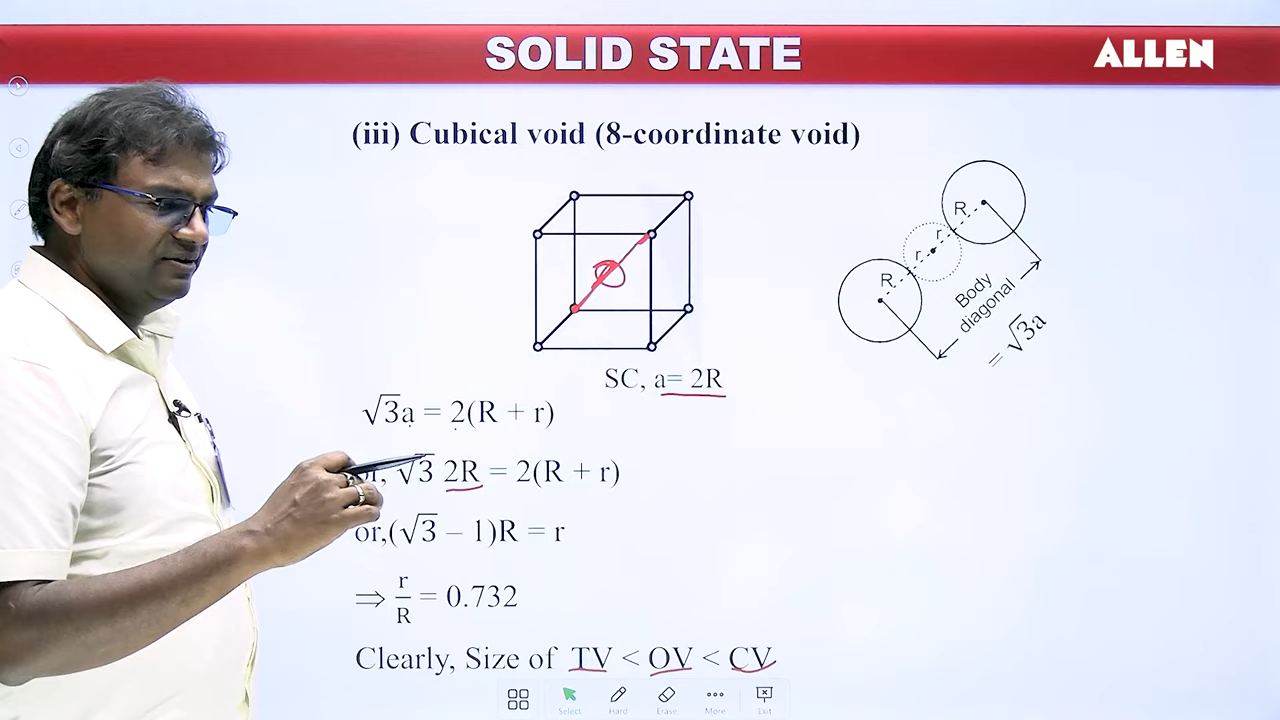 SOLID STATE
ALLEN
(iii) Cubical void (8-coordinate void)
R
r
r
R
Body
diagonal
= √3a
SC, a= 2R
√3a = 2(R + r)
or, √3 2R = 2(R + r)
or,(√3 – 1)R = r
⇒ r/R = 0.732
Clearly, Size of TV < OV < CV
Select
Hard
Erase
More
Exit